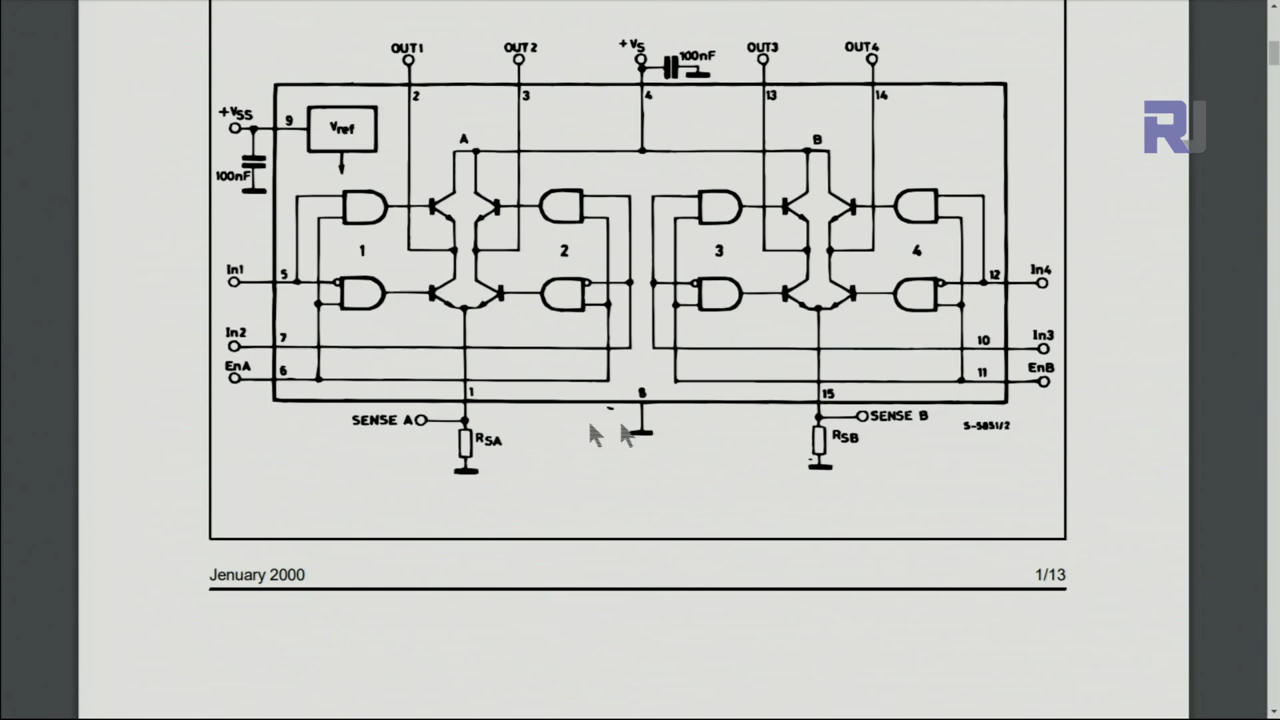 OUT1 OUT2 +VS 100nF OUT3 OUT4
2 3 4 13 14
+VSS 9 Vref
100nF
A B
1 2 3 4
In1 5 12 In4
In2 7 10 In3
EnA 6 11 EnB
1 8 15
SENSE A SENSE B
RSA RSB S-5851/2
Jenuary 2000 1/13
RJ